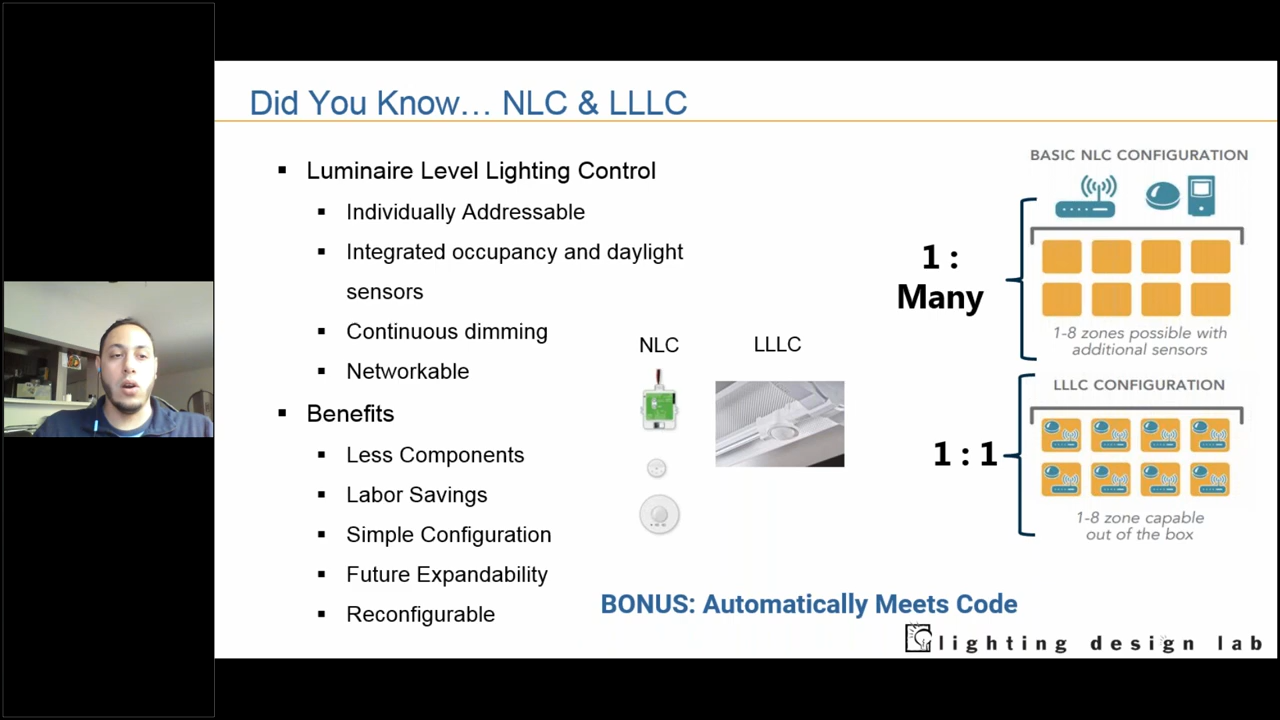 Did You Know… NLC & LLLC
▪ Luminaire Level Lighting Control
▪ Individually Addressable
▪ Integrated occupancy and daylight
sensors
▪ Continuous dimming
▪ Networkable
▪ Benefits
▪ Less Components
▪ Labor Savings
▪ Simple Configuration
▪ Future Expandability
▪ Reconfigurable
NLC
LLLC
BASIC NLC CONFIGURATION
1 :
Many
1-8 zones possible with
additional sensors
LLLC CONFIGURATION
1 : 1
1-8 zone capable
out of the box
BONUS: Automatically Meets Code
lighting design lab